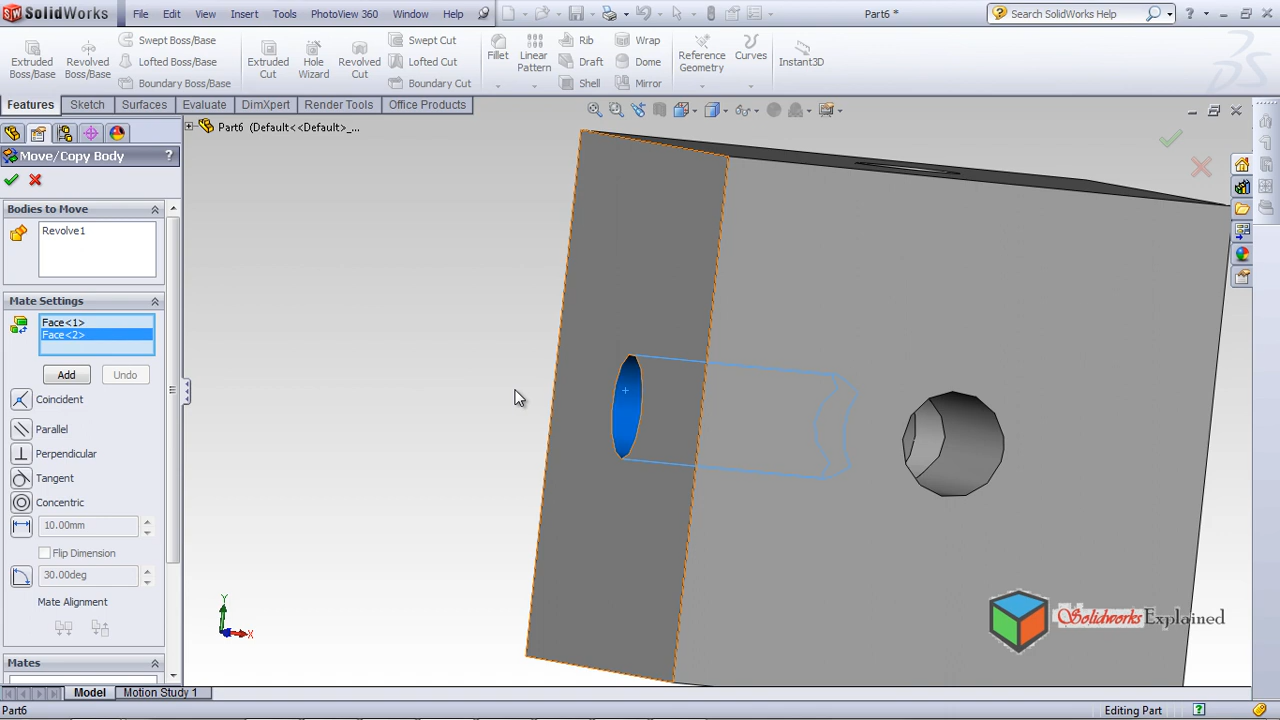 SolidWorks File Edit View Insert Tools PhotoView 360 Window Help Part6 * Search SolidWorks Help
Extruded Boss/Base
Revolved Boss/Base
Swept Boss/Base
Lofted Boss/Base
Boundary Boss/Base
Extruded Cut
Hole Wizard
Revolved Cut
Swept Cut
Lofted Cut
Boundary Cut
Fillet
Linear Pattern
Rib
Draft
Shell
Wrap
Dome
Mirror
Reference Geometry
Curves
Instant3D
Features Sketch Surfaces Evaluate DimXpert Render Tools Office Products
Part6 (Default<<Default>_...
Move/Copy Body ?
Bodies to Move
Revolve1
Mate Settings
Face<1>
Face<2>
Add Undo
Coincident
Parallel
Perpendicular
Tangent
Concentric
10.00mm
Flip Dimension
30.00deg
Mate Alignment
Mates
Y
X
Solidworks Explained
Model Motion Study 1
Part6 Editing Part